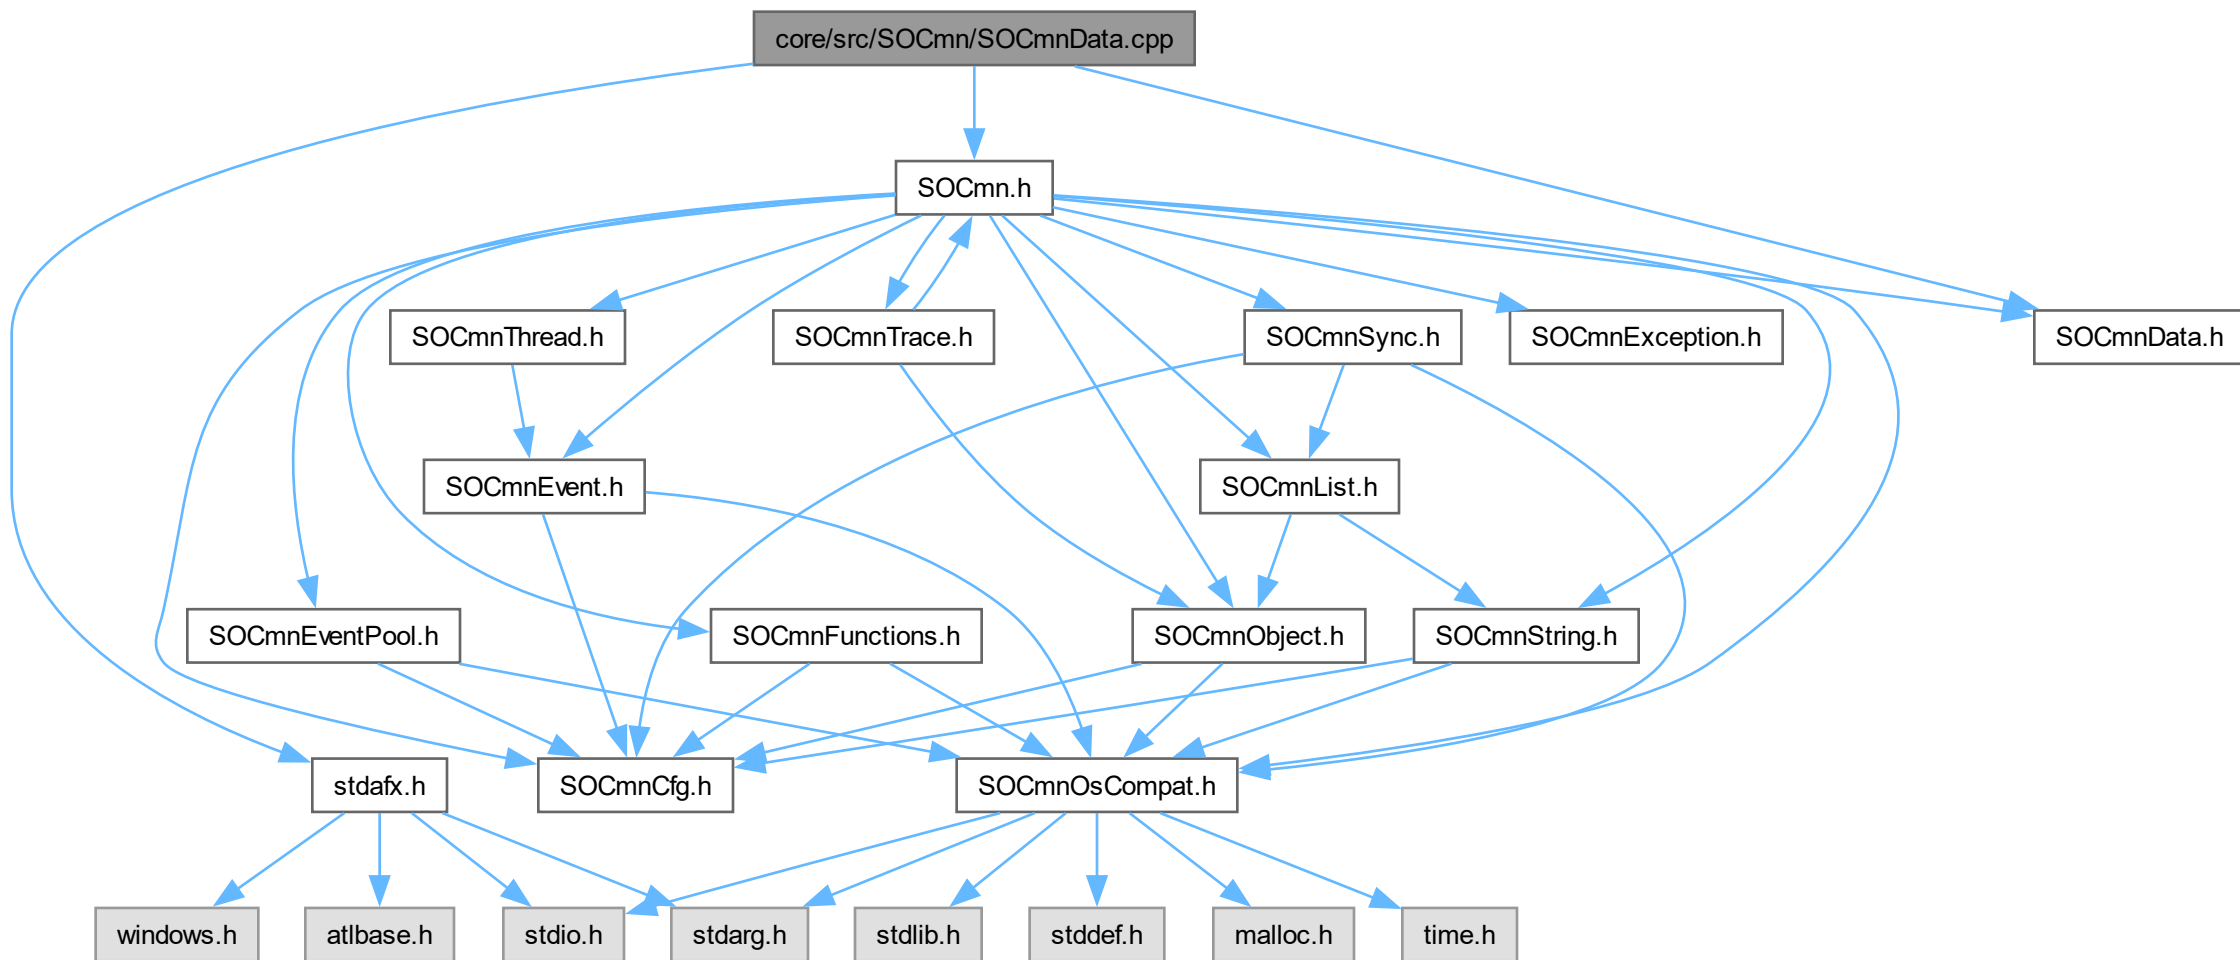 core/src/SOCmn/SOCmnData.cpp
SOCmn.h
SOCmnThread.h
SOCmnTrace.h
SOCmnSync.h
SOCmnException.h
SOCmnData.h
SOCmnEvent.h
SOCmnList.h
SOCmnEventPool.h
SOCmnFunctions.h
SOCmnObject.h
SOCmnString.h
stdafx.h
SOCmnCfg.h
SOCmnOsCompat.h
windows.h
atlbase.h
stdio.h
stdarg.h
stdlib.h
stddef.h
malloc.h
time.h